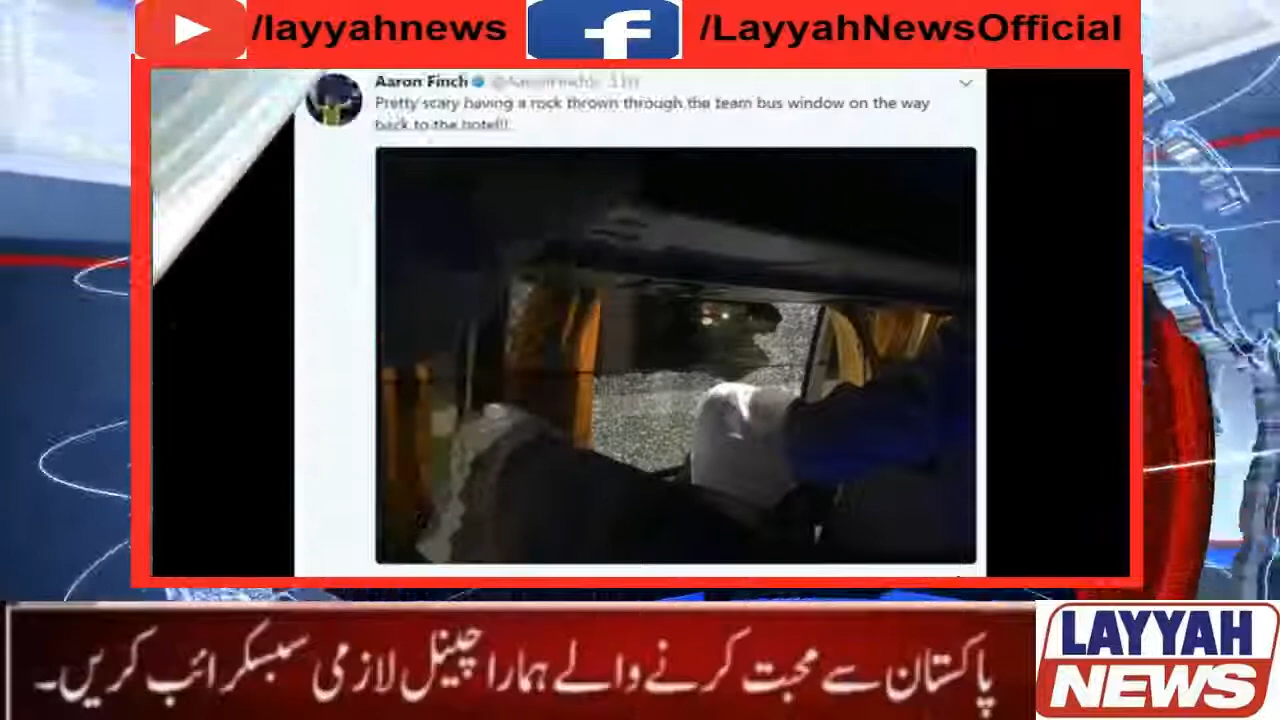 /layyahnews
/LayyahNewsOfficial
Aaron Finch
Pretty scary having a rock thrown through the team bus window on the way
back to the hotel!!
پاکستان سے محبت کرنے والے ہمارا چینل لازمی سبسکرائب کریں۔
LAYYAH
NEWS